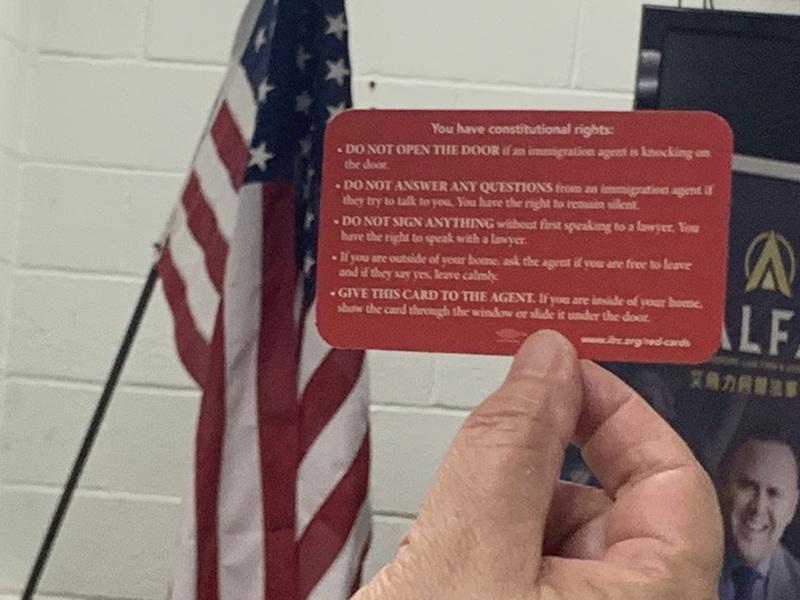 You have constitutional rights:
• DO NOT OPEN THE DOOR if an immigration agent is knocking on
the door.
• DO NOT ANSWER ANY QUESTIONS from an immigration agent if
they try to talk to you. You have the right to remain silent.
• DO NOT SIGN ANYTHING without first speaking to a lawyer. You
have the right to speak with a lawyer.
• If you are outside of your home, ask the agent if you are free to leave
and if they say yes, leave calmly.
• GIVE THIS CARD TO THE AGENT. If you are inside of your home,
show the card through the window or slide it under the door.
www.ilrc.org/red-cards
ALFA